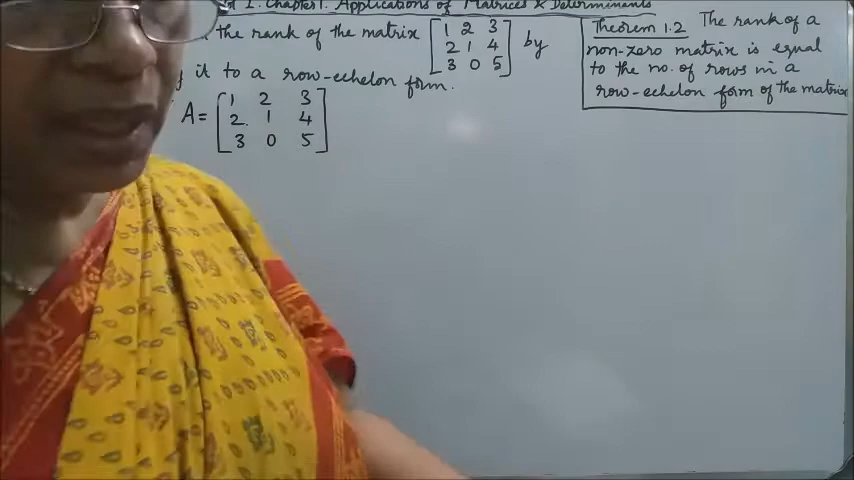 I. Chapter 1. Applications of Matrices & Determinants
the rank of the matrix [1 2 3
2 1 4
3 0 5] by
it to a row-echelon form.
A = [1 2 3
2 1 4
3 0 5]
Theorem 1.2 The rank of a
non-zero matrix is equal
to the no. of rows in a
row-echelon form of the matrix